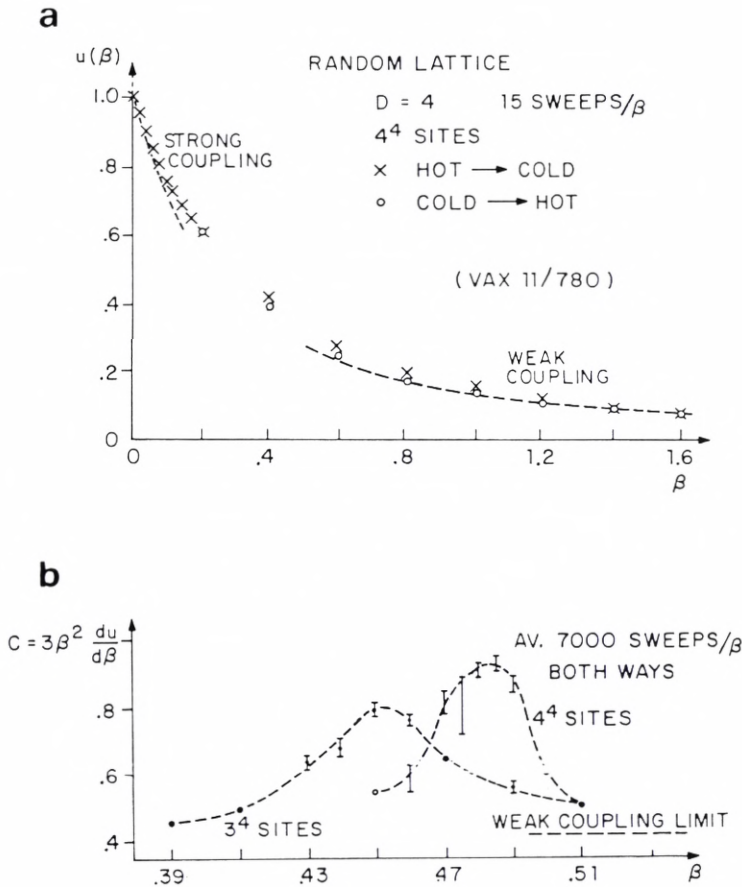 a
u(β)
RANDOM LATTICE
D = 4 15 SWEEPS/β
4⁴ SITES
× HOT → COLD
○ COLD → HOT
STRONG
COUPLING
(VAX 11/780)
WEAK
COUPLING
1.0
.8
.6
.4
.2
0
0 .4 .8 1.2 1.6
β
b
C = 3β² du/dβ
AV. 7000 SWEEPS/β
BOTH WAYS
4⁴ SITES
3⁴ SITES
WEAK COUPLING LIMIT
.8
.6
.4
.39 .43 .47 .51 β